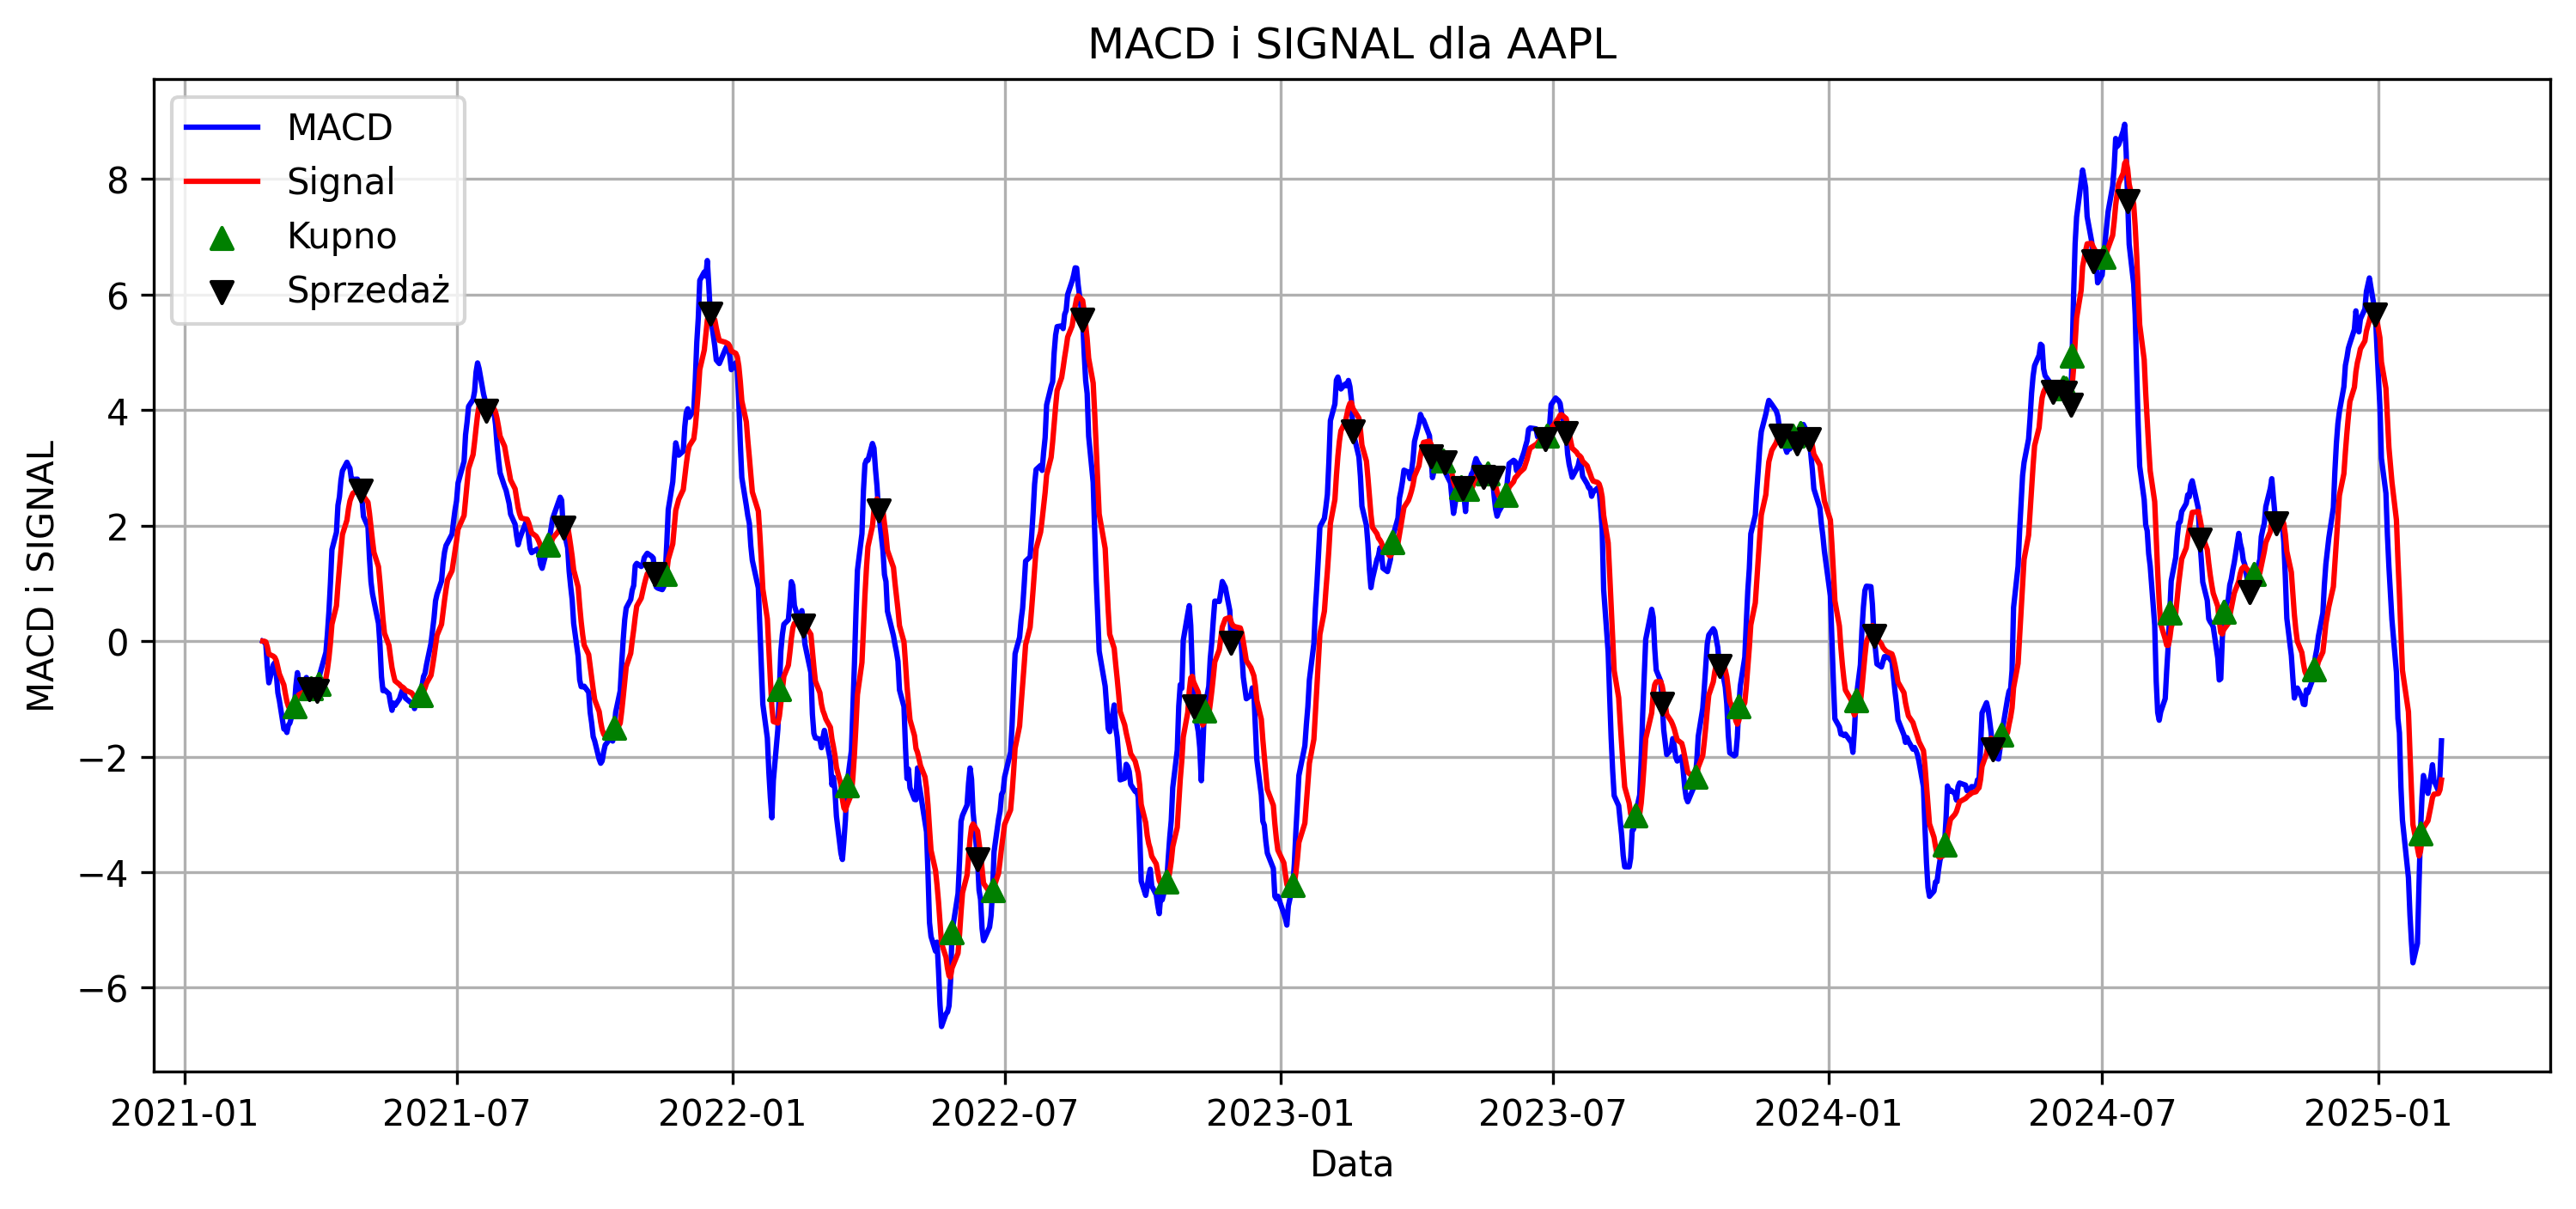 MACD i SIGNAL dla AAPL
MACD
Signal
Kupno
Sprzedaż
MACD i SIGNAL
8
6
4
2
0
−2
−4
−6
2021-01 2021-07 2022-01 2022-07 2023-01 2023-07 2024-01 2024-07 2025-01
Data